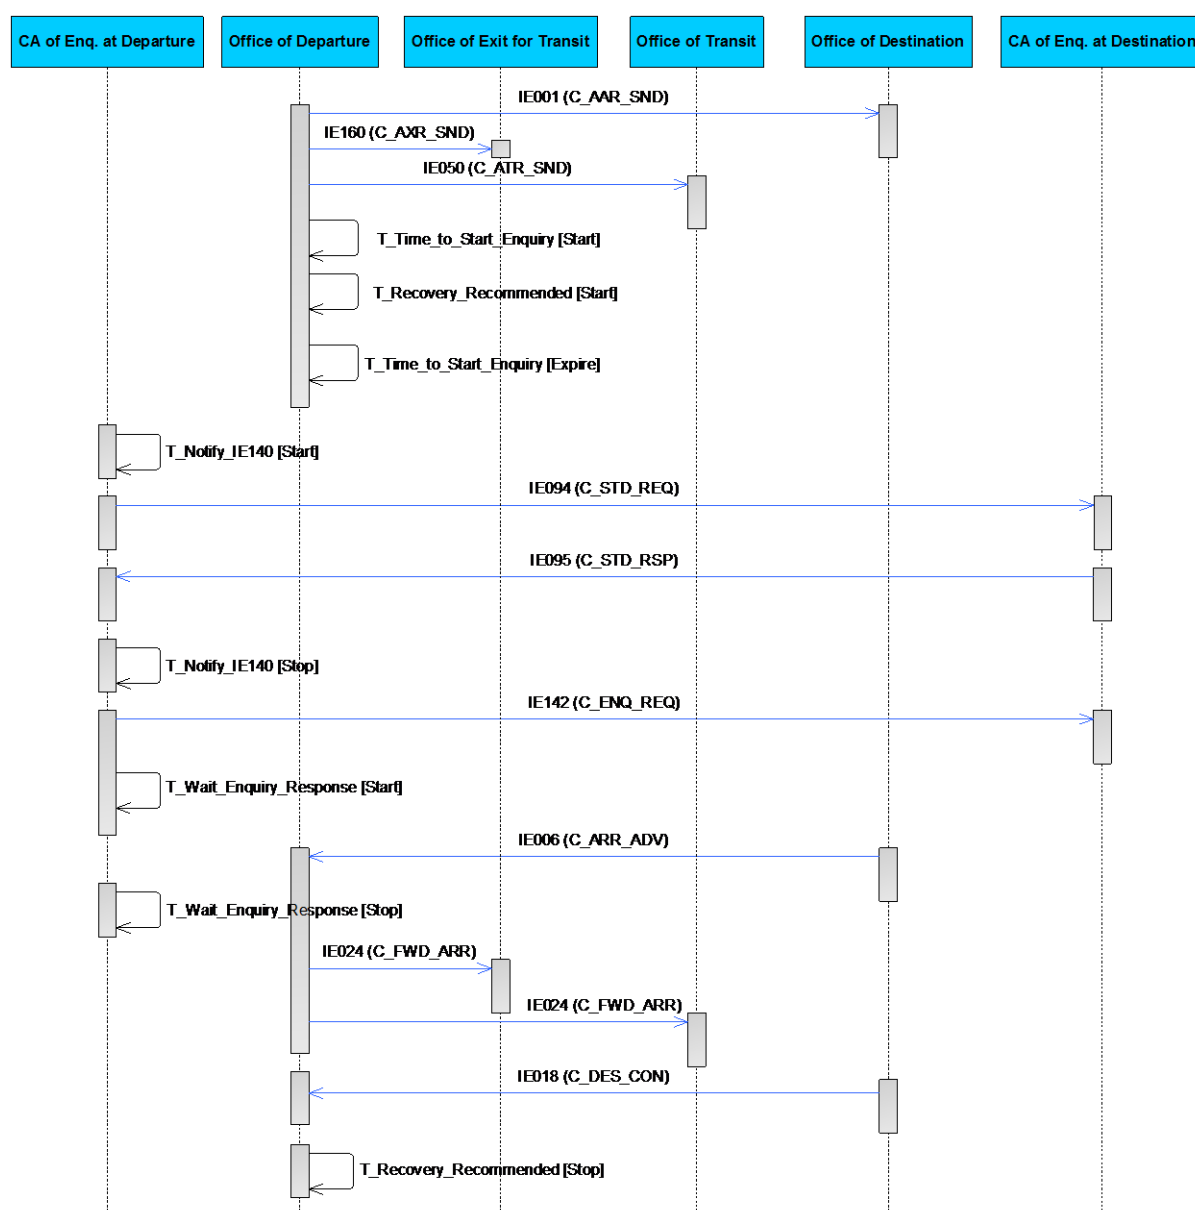 CA of Enq. at Departure
Office of Departure
Office of Exit for Transit
Office of Transit
Office of Destination
CA of Enq. at Destination
IE001 (C_AAR_SND)
IE160 (C_AXR_SND)
IE050 (C_ATR_SND)
T_Time_to_Start_Enquiry [Start]
T_Recovery_Recommended [Start]
T_Time_to_Start_Enquiry [Expire]
T_Notify_IE140 [Start]
IE094 (C_STD_REQ)
IE095 (C_STD_RSP)
T_Notify_IE140 [Stop]
IE142 (C_ENQ_REQ)
T_Wait_Enquiry_Response [Start]
IE006 (C_ARR_ADV)
T_Wait_Enquiry_Response [Stop]
IE024 (C_FWD_ARR)
IE024 (C_FWD_ARR)
IE018 (C_DES_CON)
T_Recovery_Recommended [Stop]